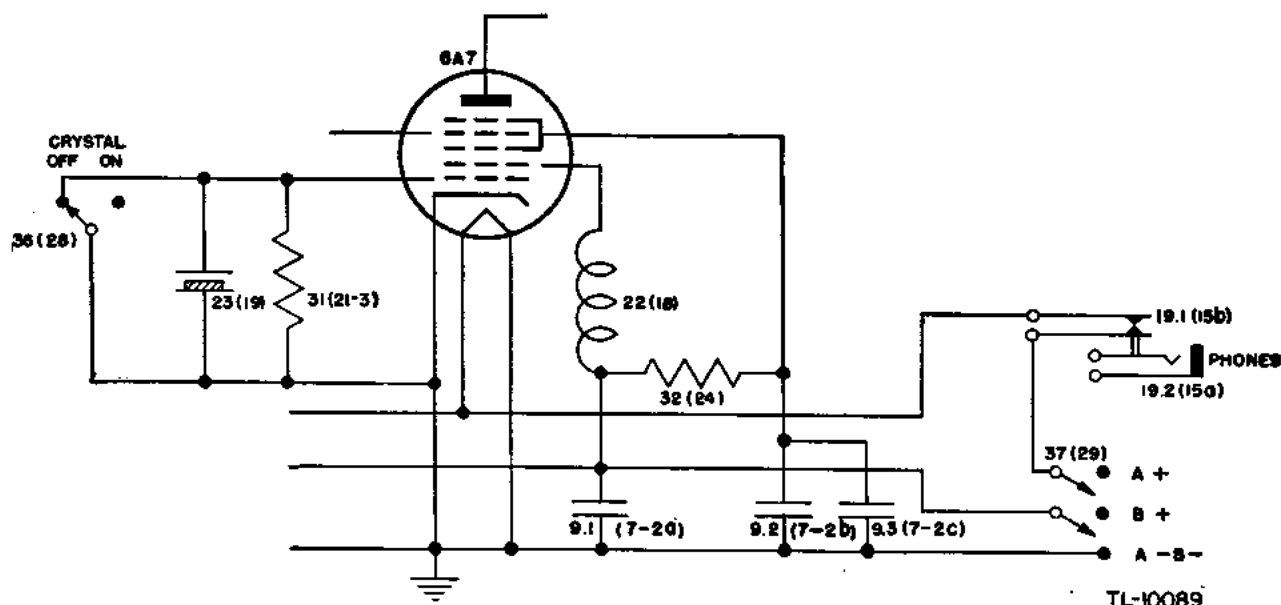 6A7
CRYSTAL
OFF ON
36(28)
23(19)
31(21-3)
22(18)
32(24)
19.1(15b)
PHONES
19.2(15a)
37(29)
A +
B +
A -B-
9.1 (7-2a)
9.2 (7-2b)
9.3(7-2c)
TL-10089